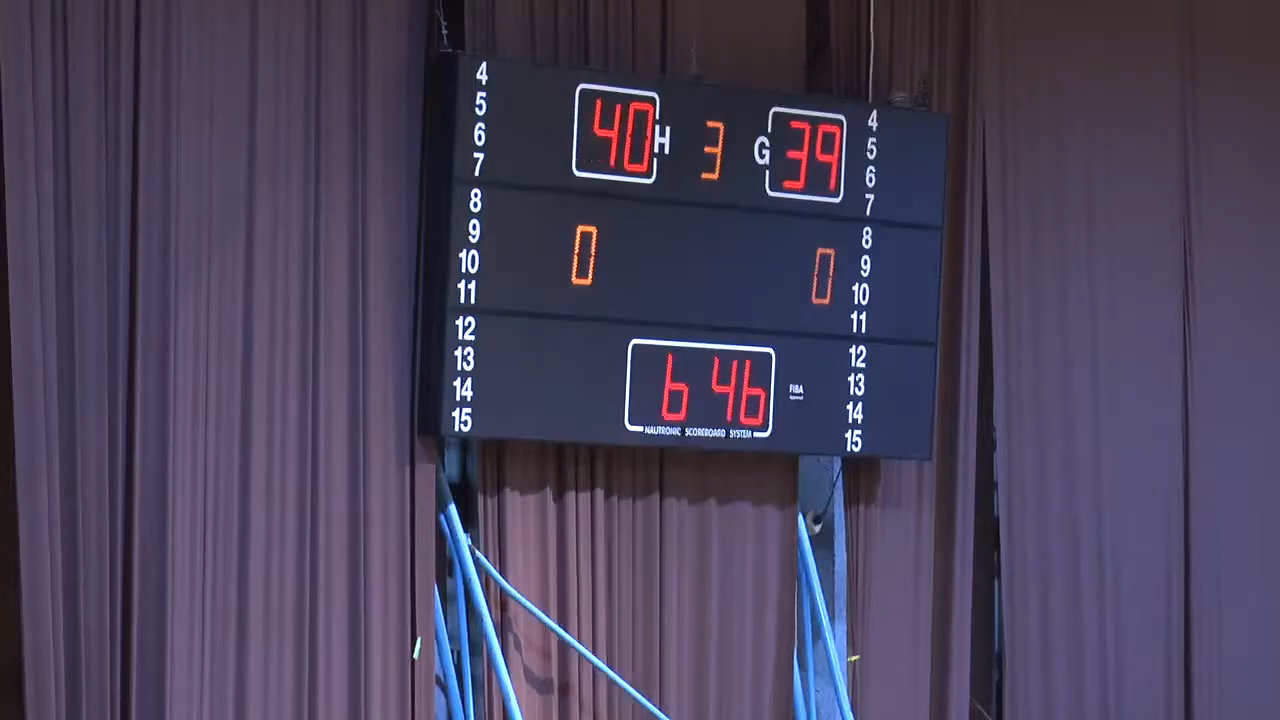 4 4
5 40 H 3 G 39 5
6 6
7 7
8 8
9 0 9
10 0 10
11 11
12 12
13 6 46 FIBA 13
14 14
15 NAUTRONIC SCOREBOARD SYSTEM 15